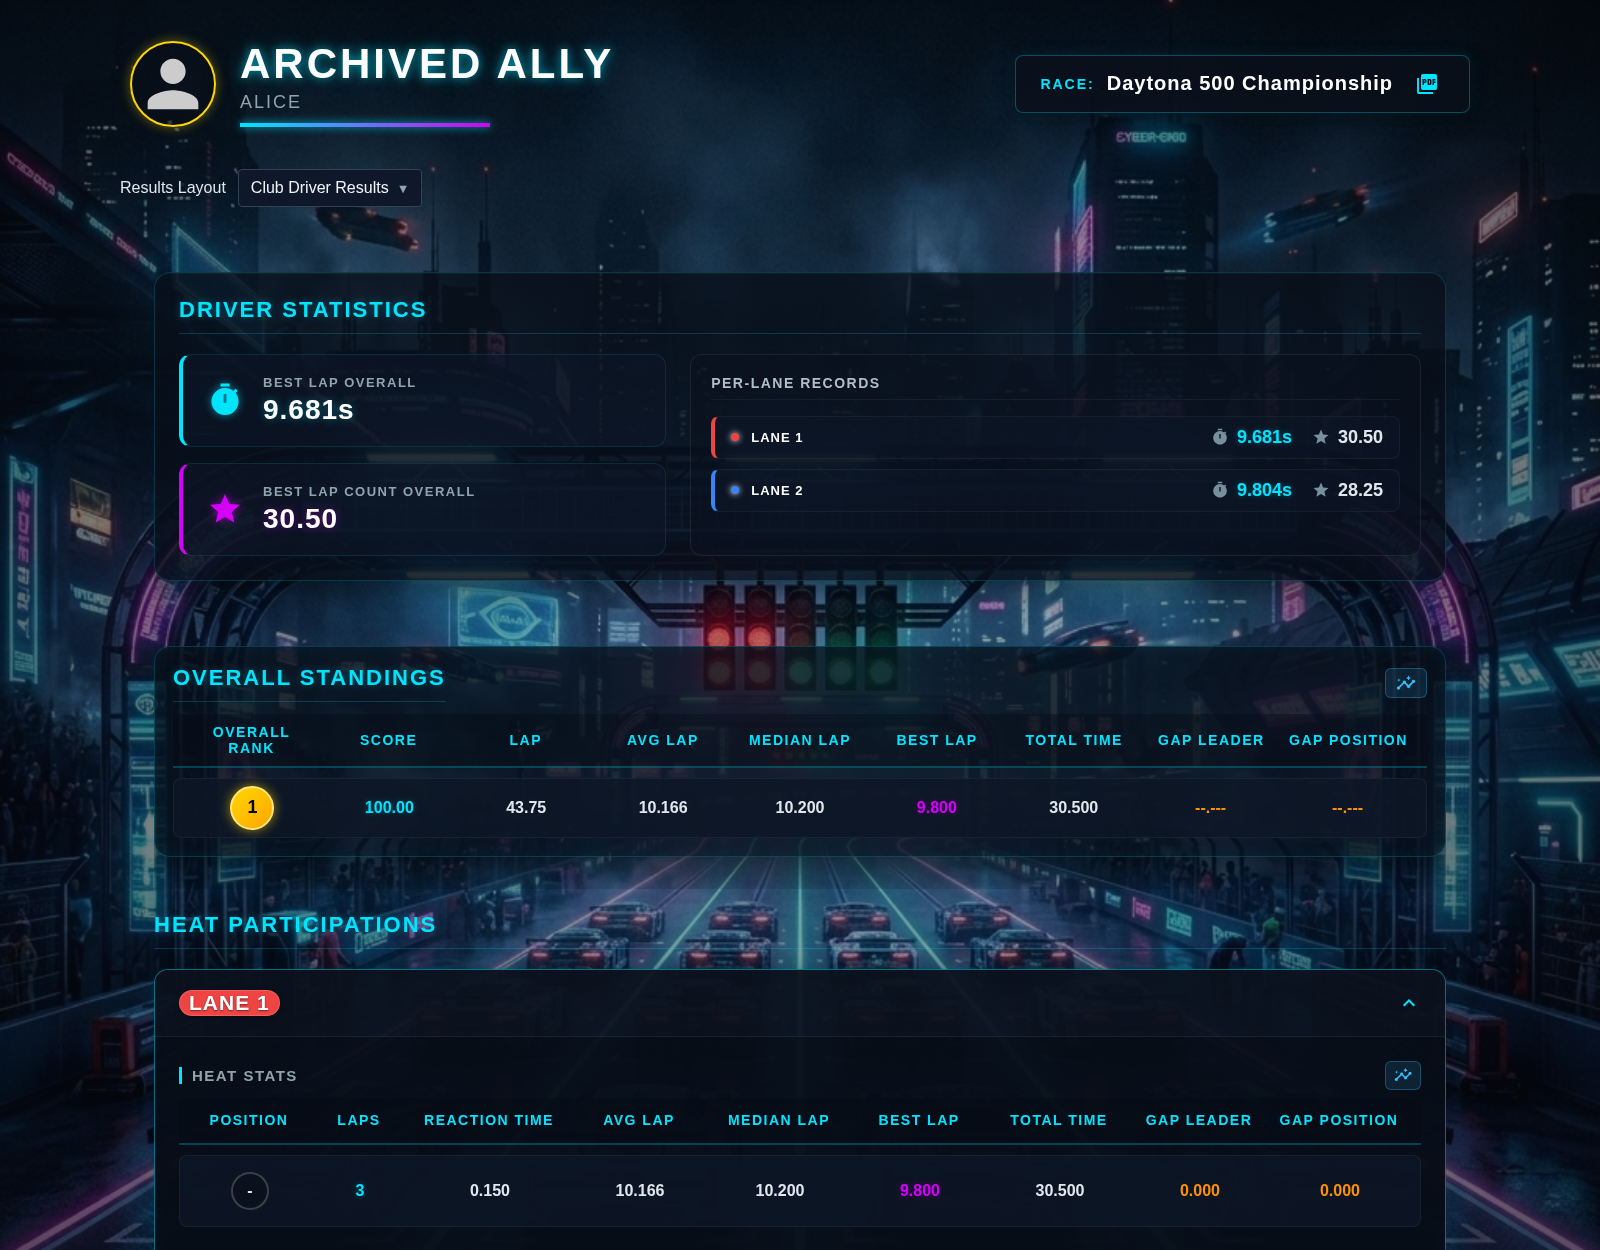 ARCHIVED ALLY
ALICE
RACE: Daytona 500 Championship
PDF
Results Layout Club Driver Results
DRIVER STATISTICS
BEST LAP OVERALL
9.681s
BEST LAP COUNT OVERALL
30.50
PER-LANE RECORDS
LANE 1 9.681s 30.50
LANE 2 9.804s 28.25
OVERALL STANDINGS
OVERALL RANK SCORE LAP AVG LAP MEDIAN LAP BEST LAP TOTAL TIME GAP LEADER GAP POSITION
1 100.00 43.75 10.166 10.200 9.800 30.500 --.--- --.---
HEAT PARTICIPATIONS
LANE 1
HEAT STATS
POSITION LAPS REACTION TIME AVG LAP MEDIAN LAP BEST LAP TOTAL TIME GAP LEADER GAP POSITION
- 3 0.150 10.166 10.200 9.800 30.500 0.000 0.000